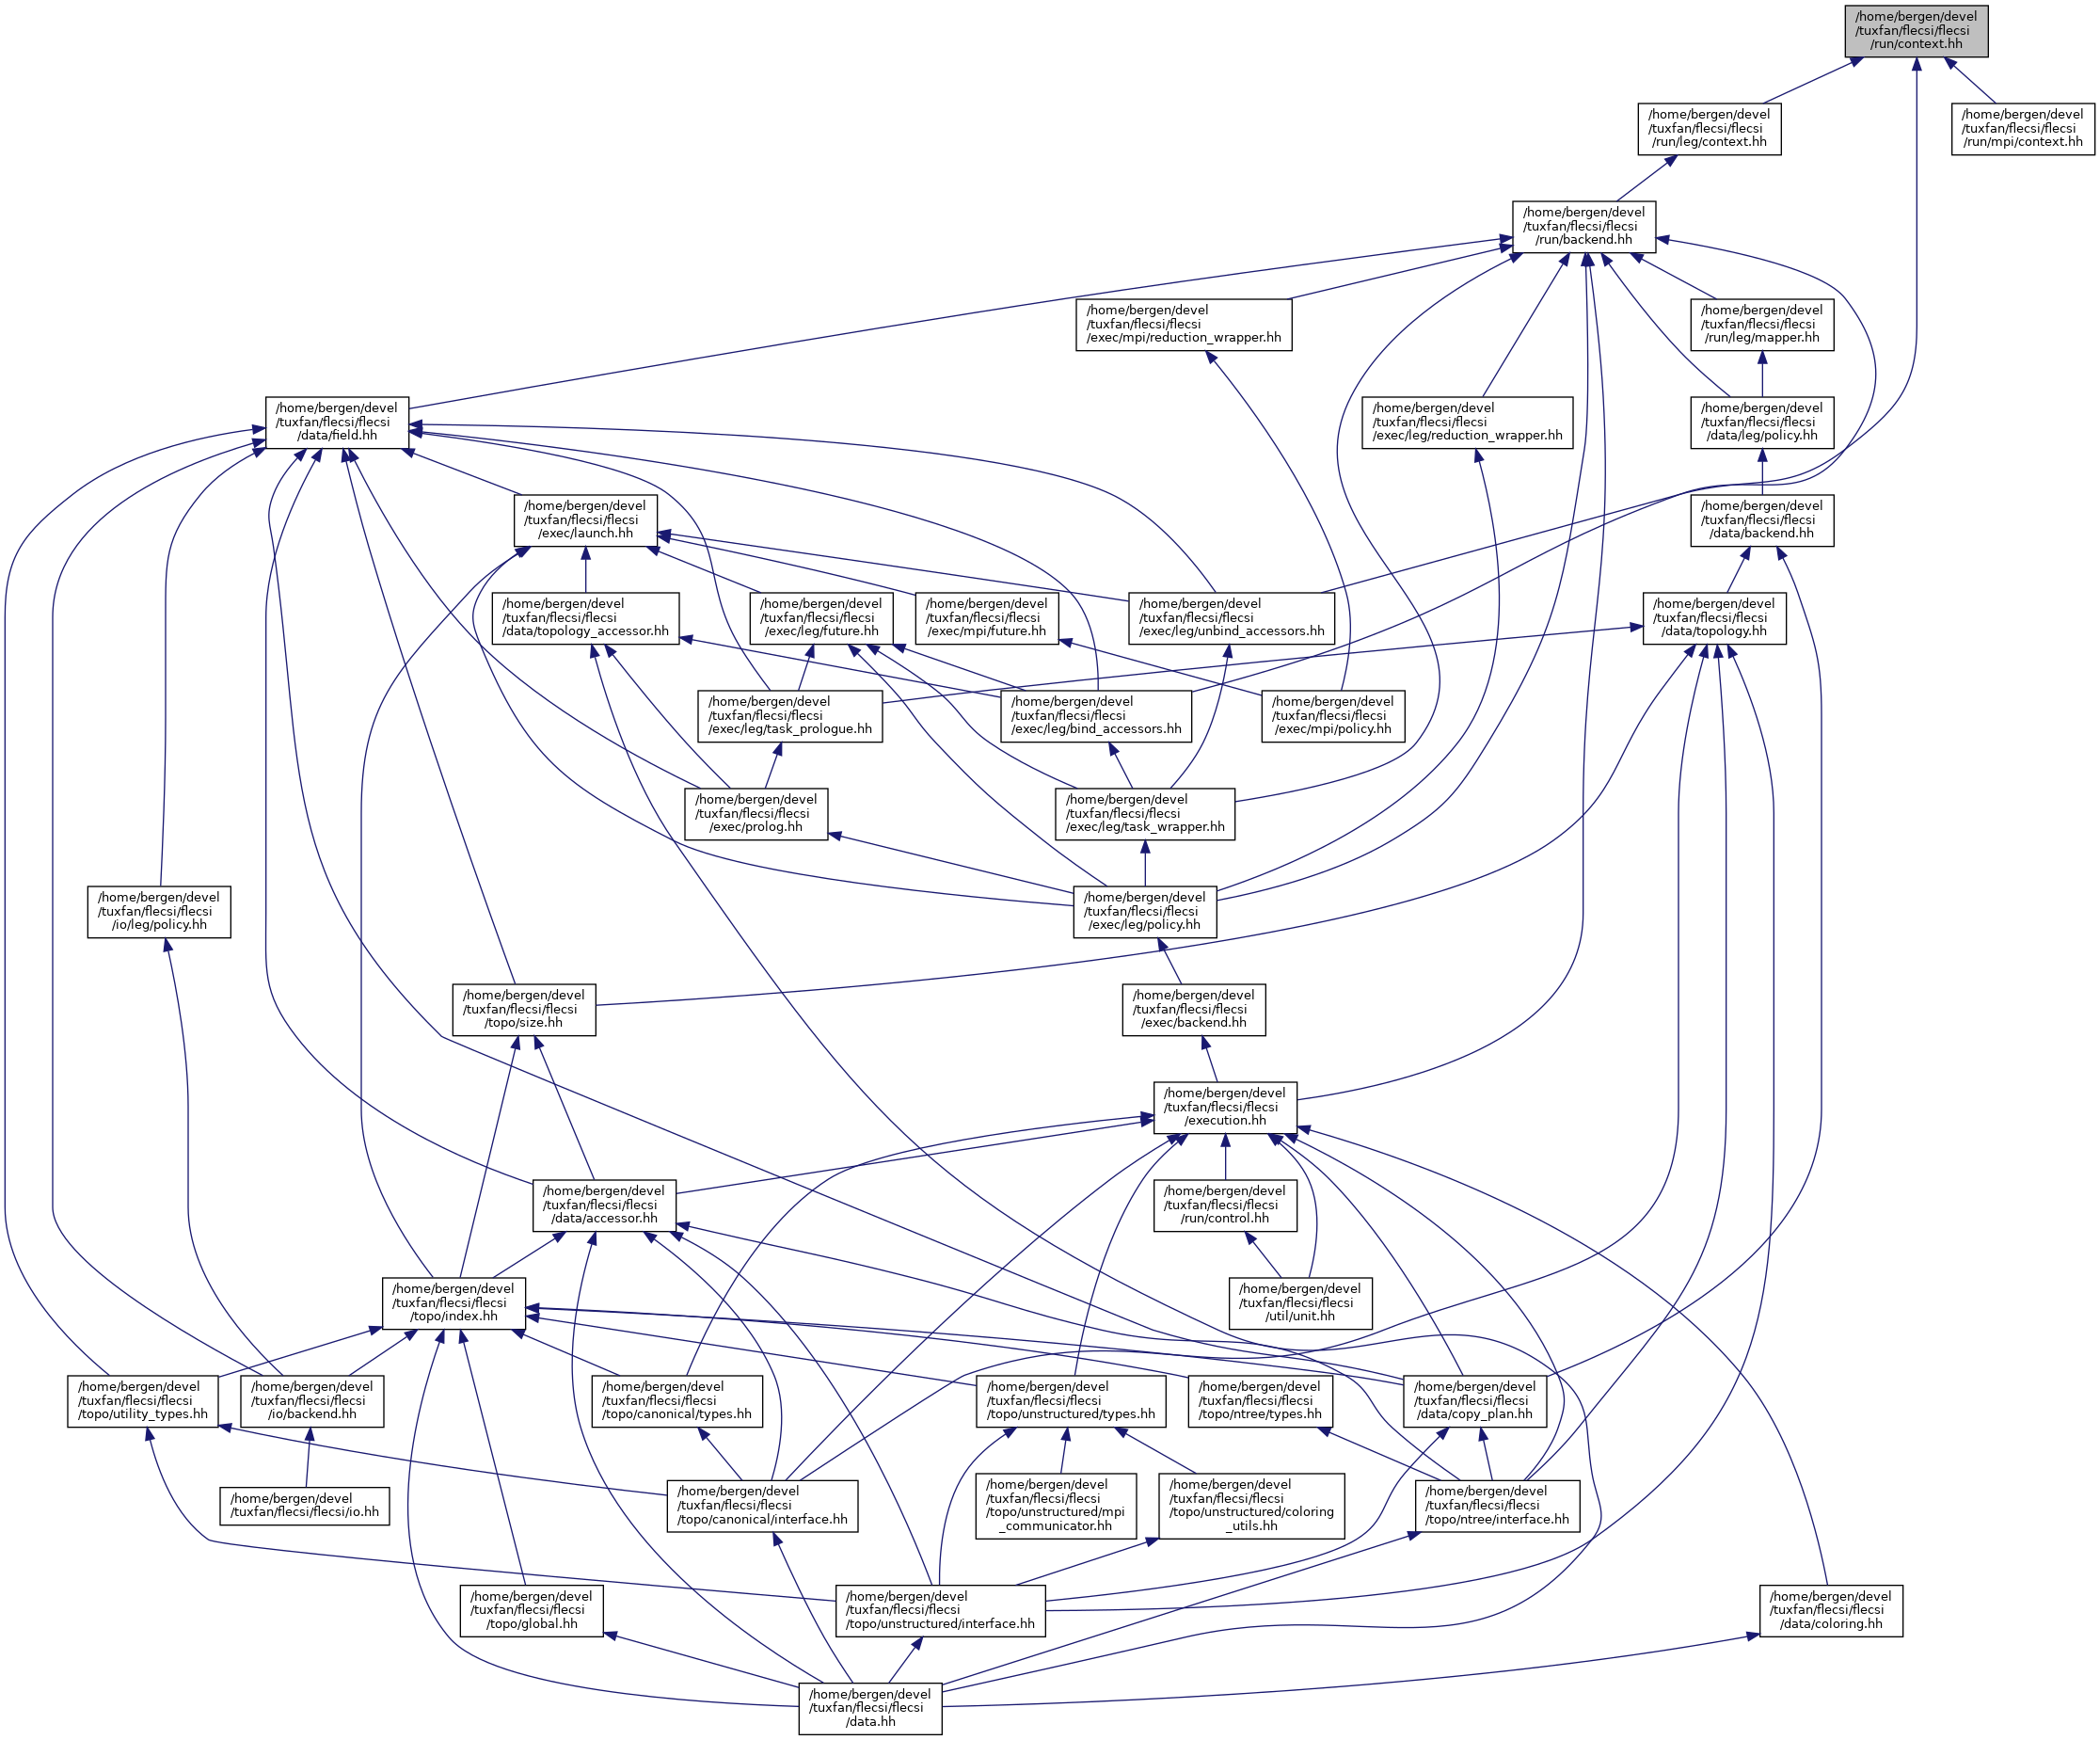 /home/bergen/devel
/tuxfan/flecsi/flecsi
/run/context.hh
/home/bergen/devel
/tuxfan/flecsi/flecsi
/run/leg/context.hh
/home/bergen/devel
/tuxfan/flecsi/flecsi
/run/mpi/context.hh
/home/bergen/devel
/tuxfan/flecsi/flecsi
/run/backend.hh
/home/bergen/devel
/tuxfan/flecsi/flecsi
/exec/mpi/reduction_wrapper.hh
/home/bergen/devel
/tuxfan/flecsi/flecsi
/run/leg/mapper.hh
/home/bergen/devel
/tuxfan/flecsi/flecsi
/data/field.hh
/home/bergen/devel
/tuxfan/flecsi/flecsi
/exec/leg/reduction_wrapper.hh
/home/bergen/devel
/tuxfan/flecsi/flecsi
/data/leg/policy.hh
/home/bergen/devel
/tuxfan/flecsi/flecsi
/exec/launch.hh
/home/bergen/devel
/tuxfan/flecsi/flecsi
/data/backend.hh
/home/bergen/devel
/tuxfan/flecsi/flecsi
/data/topology_accessor.hh
/home/bergen/devel
/tuxfan/flecsi/flecsi
/exec/leg/future.hh
/home/bergen/devel
/tuxfan/flecsi/flecsi
/exec/mpi/future.hh
/home/bergen/devel
/tuxfan/flecsi/flecsi
/exec/leg/unbind_accessors.hh
/home/bergen/devel
/tuxfan/flecsi/flecsi
/data/topology.hh
/home/bergen/devel
/tuxfan/flecsi/flecsi
/exec/leg/task_prologue.hh
/home/bergen/devel
/tuxfan/flecsi/flecsi
/exec/leg/bind_accessors.hh
/home/bergen/devel
/tuxfan/flecsi/flecsi
/exec/mpi/policy.hh
/home/bergen/devel
/tuxfan/flecsi/flecsi
/exec/prolog.hh
/home/bergen/devel
/tuxfan/flecsi/flecsi
/exec/leg/task_wrapper.hh
/home/bergen/devel
/tuxfan/flecsi/flecsi
/io/leg/policy.hh
/home/bergen/devel
/tuxfan/flecsi/flecsi
/exec/leg/policy.hh
/home/bergen/devel
/tuxfan/flecsi/flecsi
/topo/size.hh
/home/bergen/devel
/tuxfan/flecsi/flecsi
/exec/backend.hh
/home/bergen/devel
/tuxfan/flecsi/flecsi
/execution.hh
/home/bergen/devel
/tuxfan/flecsi/flecsi
/data/accessor.hh
/home/bergen/devel
/tuxfan/flecsi/flecsi
/run/control.hh
/home/bergen/devel
/tuxfan/flecsi/flecsi
/topo/index.hh
/home/bergen/devel
/tuxfan/flecsi/flecsi
/util/unit.hh
/home/bergen/devel
/tuxfan/flecsi/flecsi
/topo/utility_types.hh
/home/bergen/devel
/tuxfan/flecsi/flecsi
/io/backend.hh
/home/bergen/devel
/tuxfan/flecsi/flecsi
/topo/canonical/types.hh
/home/bergen/devel
/tuxfan/flecsi/flecsi
/topo/unstructured/types.hh
/home/bergen/devel
/tuxfan/flecsi/flecsi
/topo/ntree/types.hh
/home/bergen/devel
/tuxfan/flecsi/flecsi
/data/copy_plan.hh
/home/bergen/devel
/tuxfan/flecsi/flecsi/io.hh
/home/bergen/devel
/tuxfan/flecsi/flecsi
/topo/canonical/interface.hh
/home/bergen/devel
/tuxfan/flecsi/flecsi
/topo/unstructured/mpi
_communicator.hh
/home/bergen/devel
/tuxfan/flecsi/flecsi
/topo/unstructured/coloring
_utils.hh
/home/bergen/devel
/tuxfan/flecsi/flecsi
/topo/ntree/interface.hh
/home/bergen/devel
/tuxfan/flecsi/flecsi
/topo/global.hh
/home/bergen/devel
/tuxfan/flecsi/flecsi
/topo/unstructured/interface.hh
/home/bergen/devel
/tuxfan/flecsi/flecsi
/data/coloring.hh
/home/bergen/devel
/tuxfan/flecsi/flecsi
/data.hh